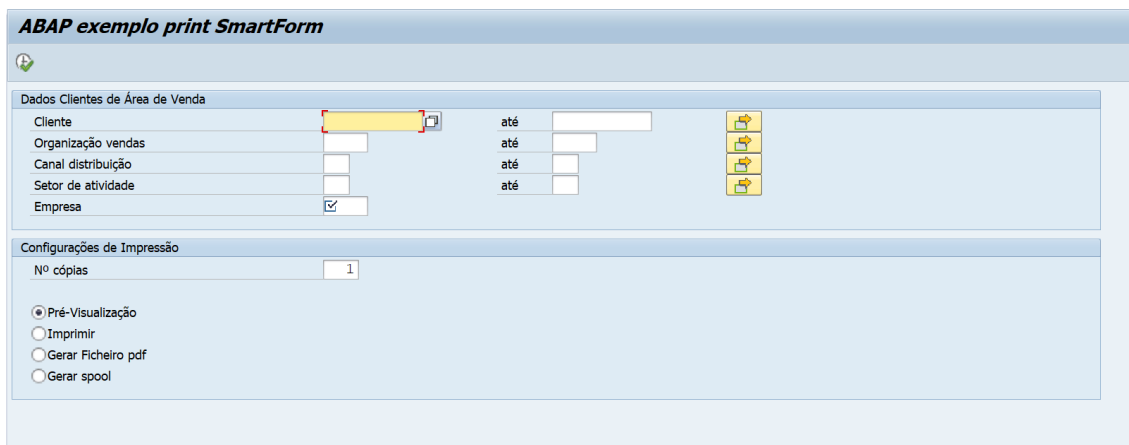 ABAP exemplo print SmartForm
Dados Clientes de Área de Venda
Cliente até
Organização vendas até
Canal distribuição até
Setor de atividade até
Empresa
Configurações de Impressão
Nº cópias 1
Pré-Visualização
Imprimir
Gerar Ficheiro pdf
Gerar spool